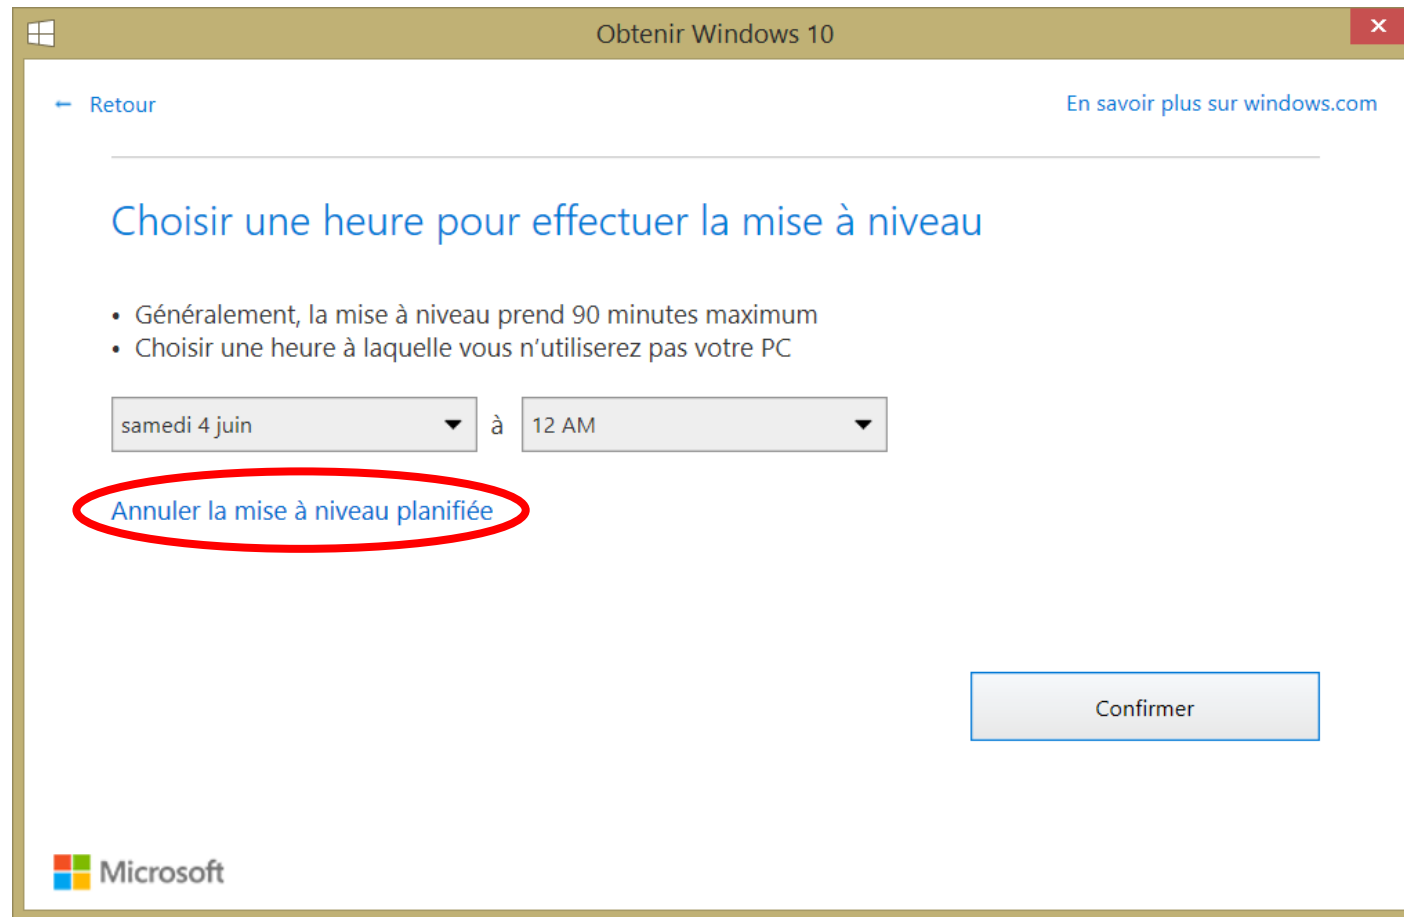 Obtenir Windows 10
← Retour
En savoir plus sur windows.com
Choisir une heure pour effectuer la mise à niveau
• Généralement, la mise à niveau prend 90 minutes maximum
• Choisir une heure à laquelle vous n’utiliserez pas votre PC
samedi 4 juin à 12 AM
Annuler la mise à niveau planifiée
Confirmer
Microsoft